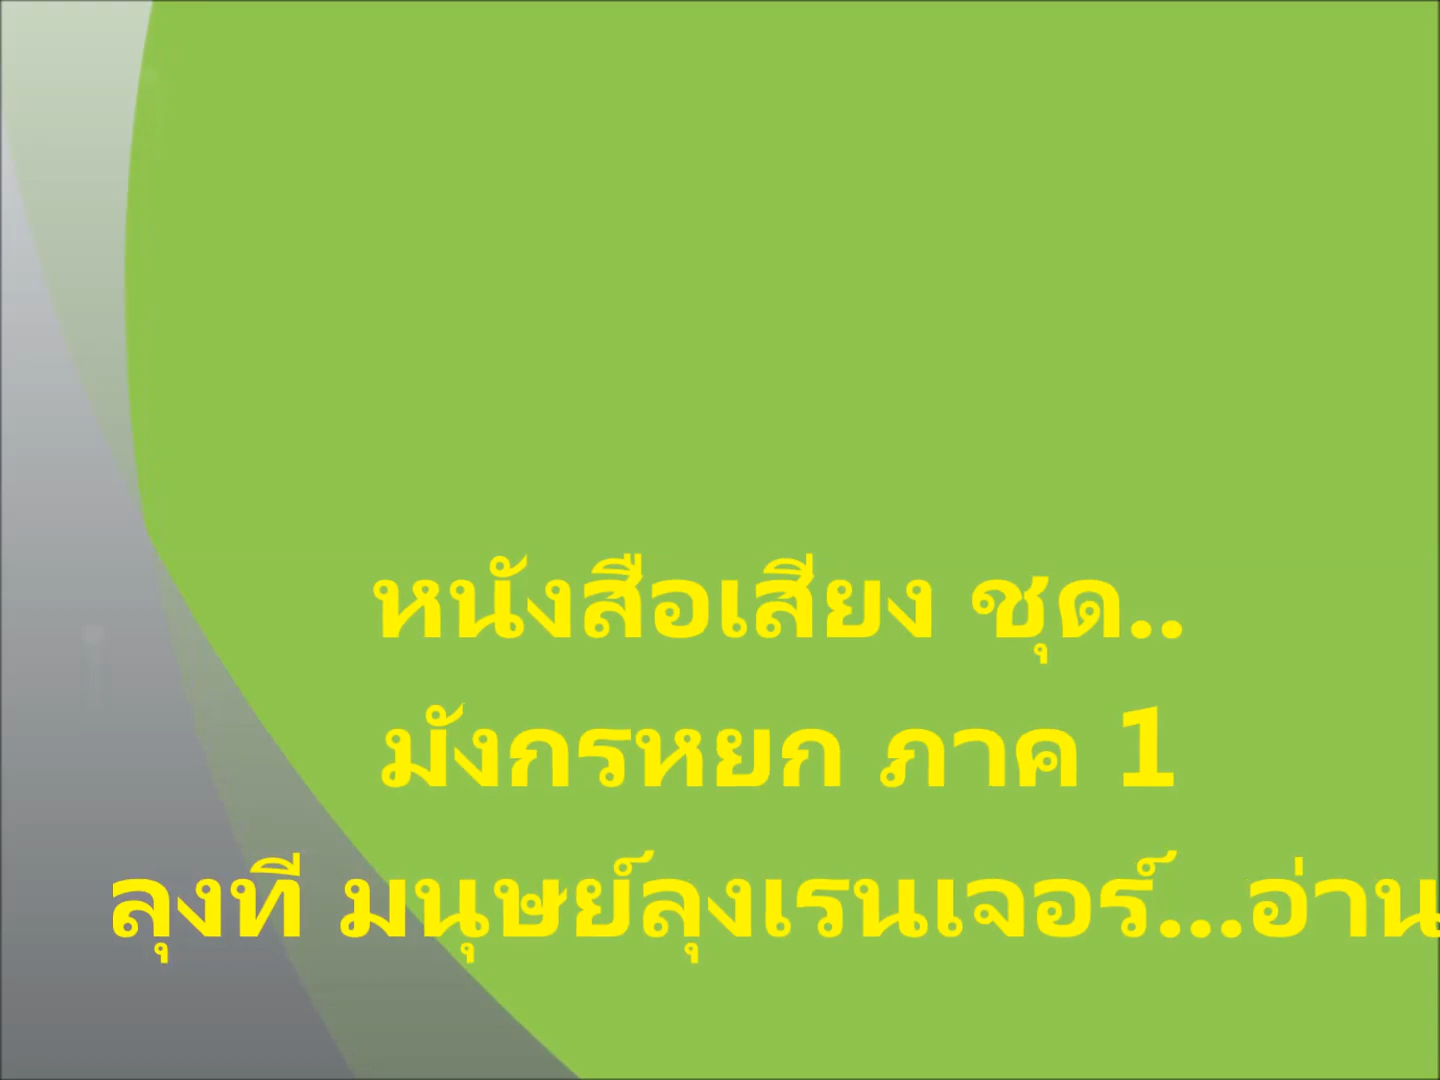 หนังสือเสียง ชุด..
มังกรหยก ภาค 1
ลุงที มนุษย์ลุงเรนเจอร์...อ่าน